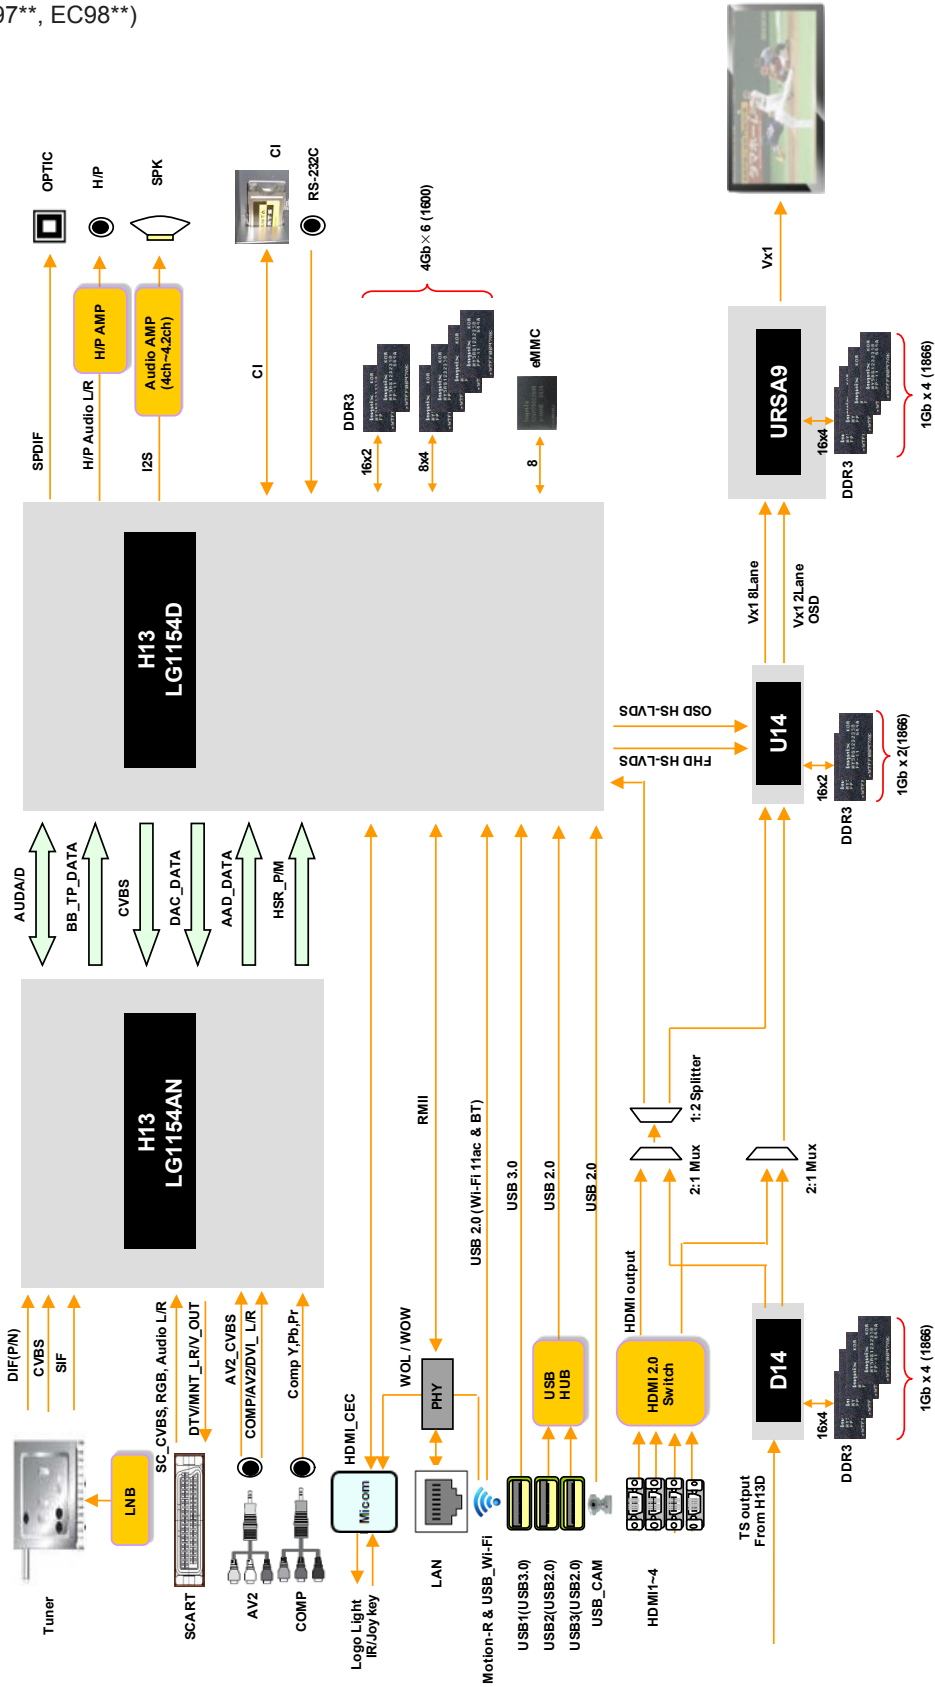 97**, EC98**)
Tuner
LNB
SCART
AV2
COMP
Logo Light
IR/Joy key
Micom
LAN
Motion-R & USB_Wi-Fi
USB1(USB3.0)
USB2(USB2.0)
USB3(USB2.0)
USB_CAM
HDMI1~4
TS output
From H13D
DIF(P/N)
CVBS
SIF
SC_CVBS, RGB, Audio L/R
DTV/MNT_LR/V_OUT
AV2_CVBS
COMP/AV2/DVI_ L/R
Comp Y,Pb,Pr
HDMI_CEC
WOL / WOW
PHY
RMII
USB 2.0 (Wi-Fi 11ac & BT)
USB 3.0
USB
HUB
USB 2.0
USB 2.0
HDMI 2.0
Switch
HDMI output
D14
16x4
DDR3
1Gb x 4 (1866)
2:1 Mux
1:2 Splitter
2:1 Mux
H13
LG1154AN
AUDA/D
BB_TP_DATA
CVBS
DAC_DATA
AAD_DATA
HSR_P/M
H13
LG1154D
OSD HS-LVDS
FHD HS-LVDS
U14
16x2
DDR3
1Gb x 2(1866)
Vx1 8Lane
Vx1 2Lane
OSD
SPDIF
OPTIC
H/P Audio L/R
H/P AMP
H/P
I2S
Audio AMP
(4ch~4.2ch)
SPK
CI
CI
RS-232C
DDR3
16x2
8x4
4Gb × 6 (1600)
8
eMMC
URSA9
16x4
DDR3
1Gb x 4 (1866)
Vx1